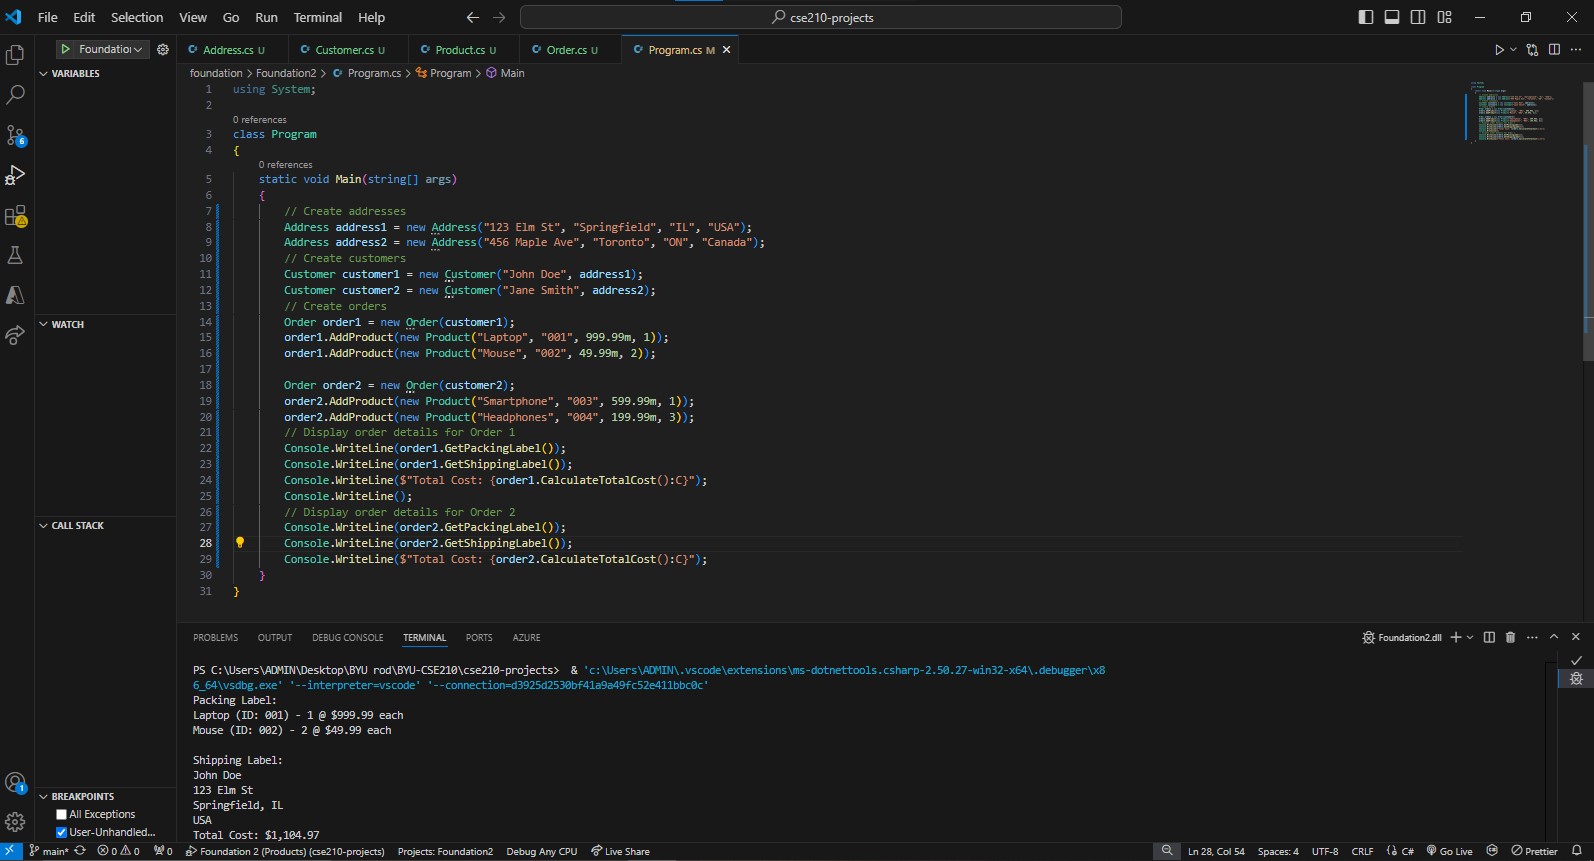 File Edit Selection View Go Run Terminal Help
cse210-projects
Foundation
Address.cs U
Customer.cs U
Product.cs U
Order.cs U
Program.cs M
foundation > Foundation2 > Program.cs > Program > Main
VARIABLES
WATCH
CALL STACK
BREAKPOINTS
All Exceptions
User-Unhandled...
6
1
1 using System;
2
0 references
3 class Program
4 {
0 references
5 static void Main(string[] args)
6 {
7 // Create addresses
8 Address address1 = new Address("123 Elm St", "Springfield", "IL", "USA");
9 Address address2 = new Address("456 Maple Ave", "Toronto", "ON", "Canada");
10 // Create customers
11 Customer customer1 = new Customer("John Doe", address1);
12 Customer customer2 = new Customer("Jane Smith", address2);
13 // Create orders
14 Order order1 = new Order(customer1);
15 order1.AddProduct(new Product("Laptop", "001", 999.99m, 1));
16 order1.AddProduct(new Product("Mouse", "002", 49.99m, 2));
17
18 Order order2 = new Order(customer2);
19 order2.AddProduct(new Product("Smartphone", "003", 599.99m, 1));
20 order2.AddProduct(new Product("Headphones", "004", 199.99m, 3));
21 // Display order details for Order 1
22 Console.WriteLine(order1.GetPackingLabel());
23 Console.WriteLine(order1.GetShippingLabel());
24 Console.WriteLine($"Total Cost: {order1.CalculateTotalCost():C}");
25 Console.WriteLine();
26 // Display order details for Order 2
27 Console.WriteLine(order2.GetPackingLabel());
28 Console.WriteLine(order2.GetShippingLabel());
29 Console.WriteLine($"Total Cost: {order2.CalculateTotalCost():C}");
30 }
31 }
PROBLEMS OUTPUT DEBUG CONSOLE TERMINAL PORTS AZURE
Foundation2.dll
PS C:\Users\ADMIN\Desktop\BYU rod\BYU-CSE210\cse210-projects> & 'c:\Users\ADMIN\.vscode\extensions\ms-dotnettools.csharp-2.50.27-win32-x64\.debugger\x8
6_64\vsdbg.exe' '--interpreter=vscode' '--connection=d3925d2530bf41a9a49fc52e411bbc0c'
Packing Label:
Laptop (ID: 001) - 1 @ $999.99 each
Mouse (ID: 002) - 2 @ $49.99 each
Shipping Label:
John Doe
123 Elm St
Springfield, IL
USA
Total Cost: $1,104.97
main* 0 0 0 Foundation 2 (Products) (cse210-projects) Projects: Foundation2 Debug Any CPU Live Share Ln 28, Col 54 Spaces: 4 UTF-8 CRLF C# Go Live Prettier